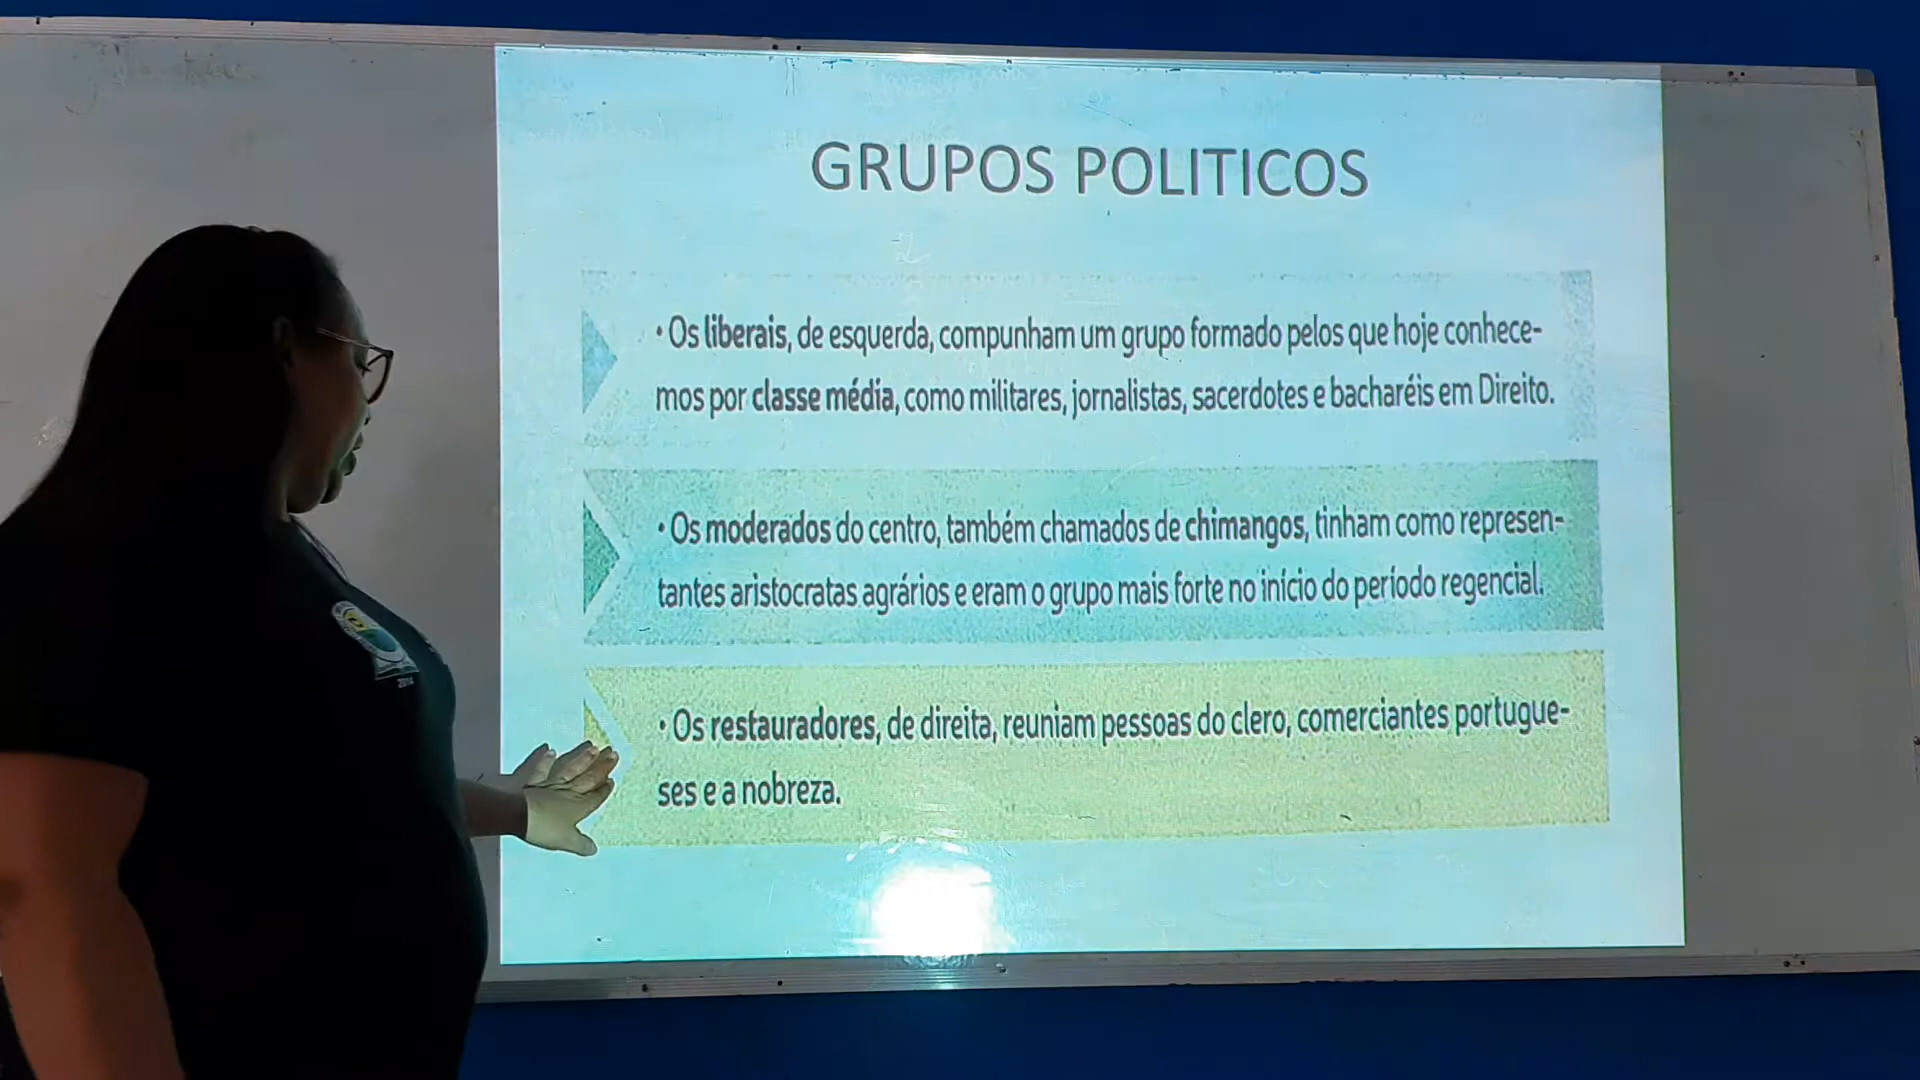 GRUPOS POLITICOS
• Os liberais, de esquerda, compunham um grupo formado pelos que hoje conhece-
mos por classe média, como militares, jornalistas, sacerdotes e bacharéis em Direito.
• Os moderados do centro, também chamados de chimangos, tinham como represen-
tantes aristocratas agrários e eram o grupo mais forte no início do período regencial.
• Os restauradores, de direita, reuniam pessoas do clero, comerciantes portugue-
ses e a nobreza.
2014